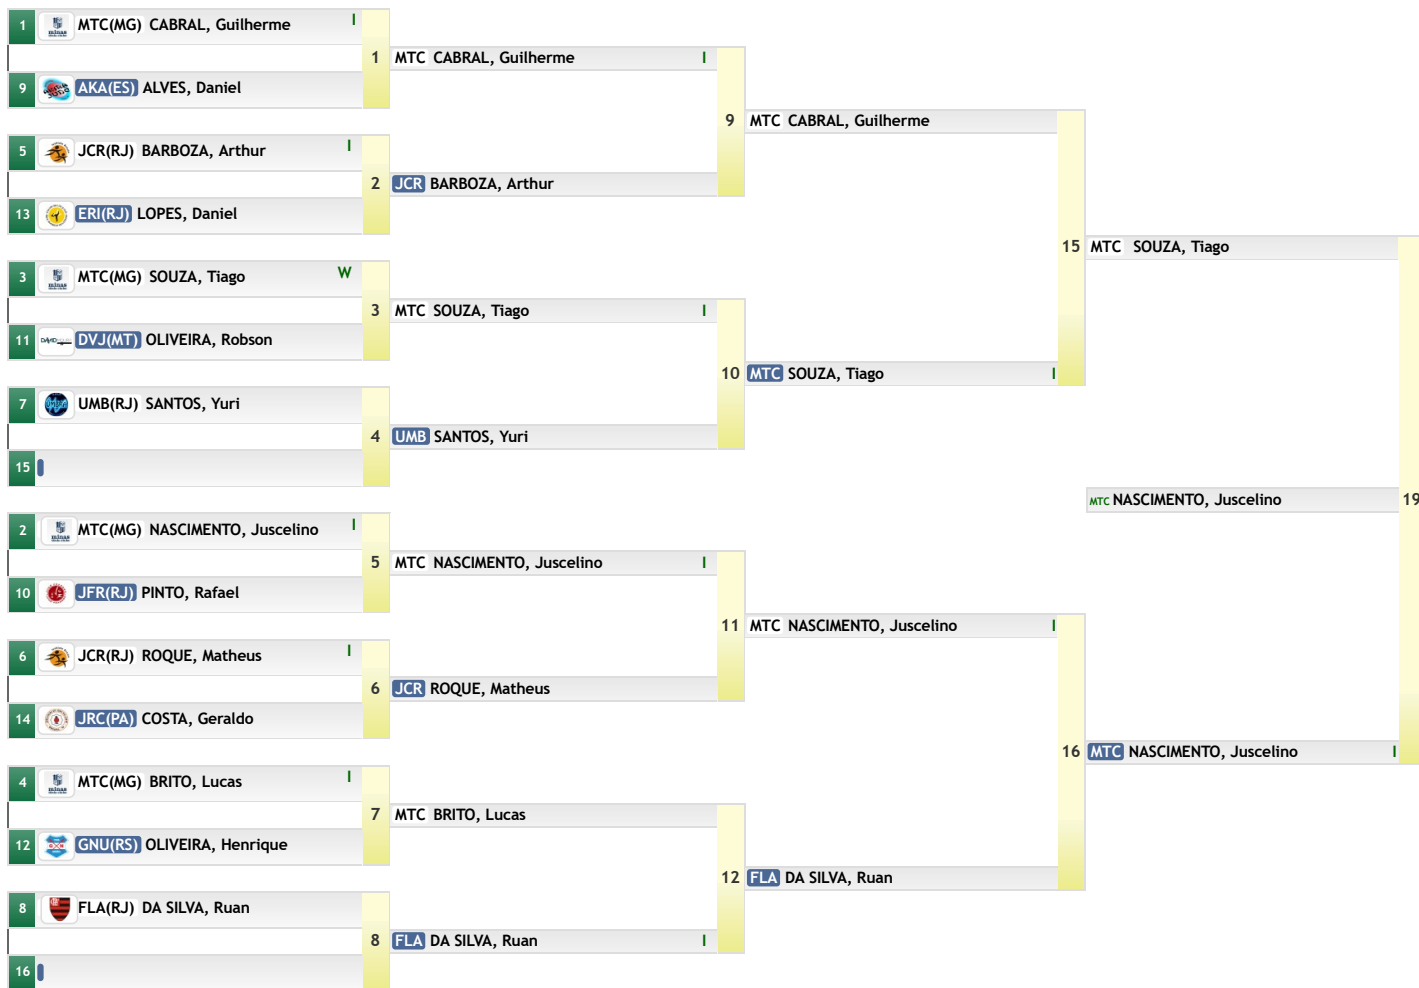 1 MTC(MG) CABRAL, Guilherme I
9 AKA(ES) ALVES, Daniel
5 JCR(RJ) BARBOZA, Arthur I
13 ERI(RJ) LOPES, Daniel
3 MTC(MG) SOUZA, Tiago W
11 DVJ(MT) OLIVEIRA, Robson
7 UMB(RJ) SANTOS, Yuri
15
2 MTC(MG) NASCIMENTO, Juscelino I
10 JFR(RJ) PINTO, Rafael
6 JCR(RJ) ROQUE, Matheus I
14 JRC(PA) COSTA, Geraldo
4 MTC(MG) BRITO, Lucas I
12 GNU(RS) OLIVEIRA, Henrique
8 FLA(RJ) DA SILVA, Ruan
16
1 MTC CABRAL, Guilherme I
2 JCR BARBOZA, Arthur
3 MTC SOUZA, Tiago I
4 UMB SANTOS, Yuri
5 MTC NASCIMENTO, Juscelino I
6 JCR ROQUE, Matheus
7 MTC BRITO, Lucas
8 FLA DA SILVA, Ruan I
9 MTC CABRAL, Guilherme
10 MTC SOUZA, Tiago I
11 MTC NASCIMENTO, Juscelino I
12 FLA DA SILVA, Ruan
15 MTC SOUZA, Tiago
MTC NASCIMENTO, Juscelino 19
16 MTC NASCIMENTO, Juscelino I